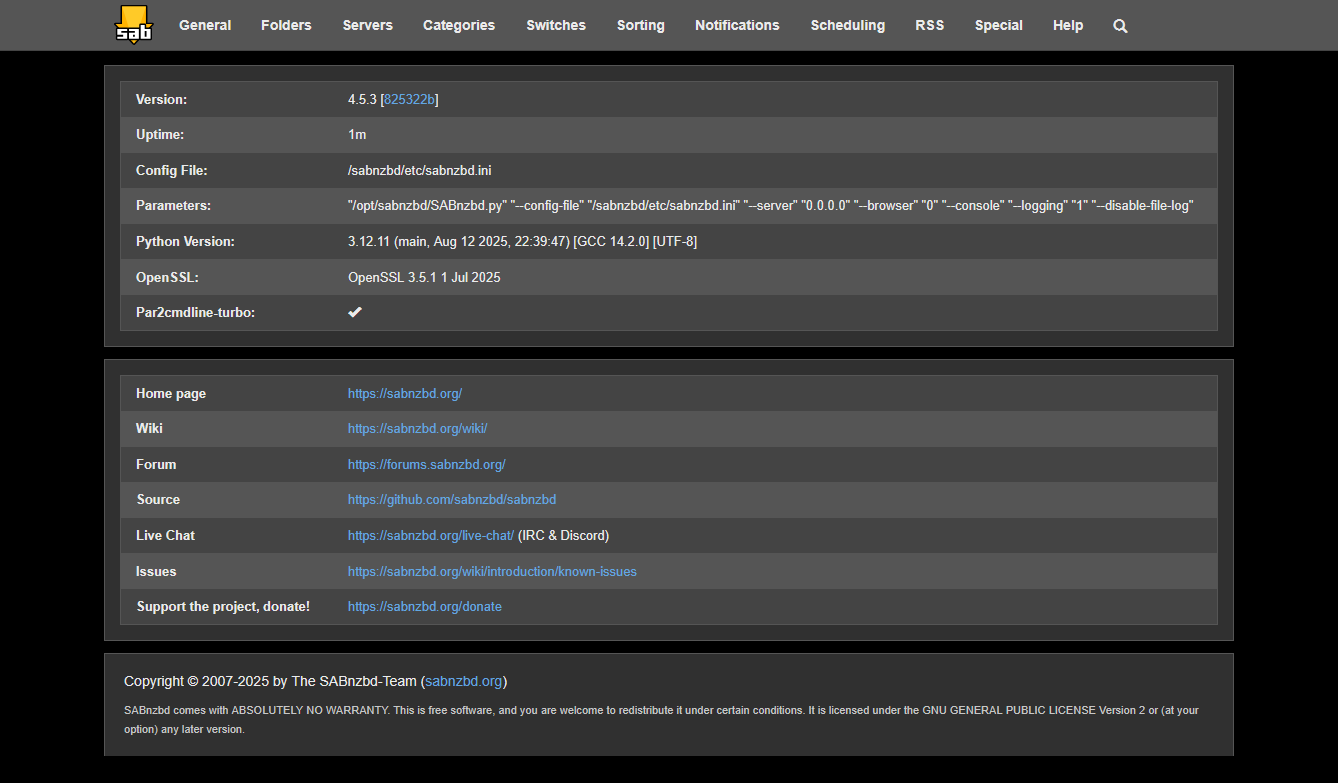 sab General Folders Servers Categories Switches Sorting Notifications Scheduling RSS Special Help
Version: 4.5.3 [825322b]
Uptime: 1m
Config File: /sabnzbd/etc/sabnzbd.ini
Parameters: "/opt/sabnzbd/SABnzbd.py" "--config-file" "/sabnzbd/etc/sabnzbd.ini" "--server" "0.0.0.0" "--browser" "0" "--console" "--logging" "1" "--disable-file-log"
Python Version: 3.12.11 (main, Aug 12 2025, 22:39:47) [GCC 14.2.0] [UTF-8]
OpenSSL: OpenSSL 3.5.1 1 Jul 2025
Par2cmdline-turbo:
Home page https://sabnzbd.org/
Wiki https://sabnzbd.org/wiki/
Forum https://forums.sabnzbd.org/
Source https://github.com/sabnzbd/sabnzbd
Live Chat https://sabnzbd.org/live-chat/ (IRC & Discord)
Issues https://sabnzbd.org/wiki/introduction/known-issues
Support the project, donate! https://sabnzbd.org/donate
Copyright © 2007-2025 by The SABnzbd-Team (sabnzbd.org)
SABnzbd comes with ABSOLUTELY NO WARRANTY. This is free software, and you are welcome to redistribute it under certain conditions. It is licensed under the GNU GENERAL PUBLIC LICENSE Version 2 or (at your
option) any later version.